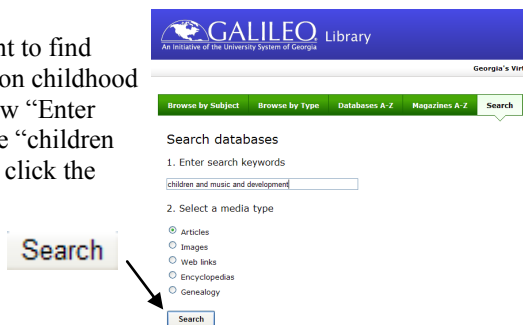 GALILEO Library
An Initiative of the University System of Georgia
Georgia's Virt
nt to find
on childhood
w “Enter
e “children
click the
Browse by Subject Browse by Type Databases A-Z Magazines A-Z Search
Search databases
1. Enter search keywords
children and music and development
2. Select a media type
Articles
Images
Web links
Encyclopedias
Genealogy
Search
Search